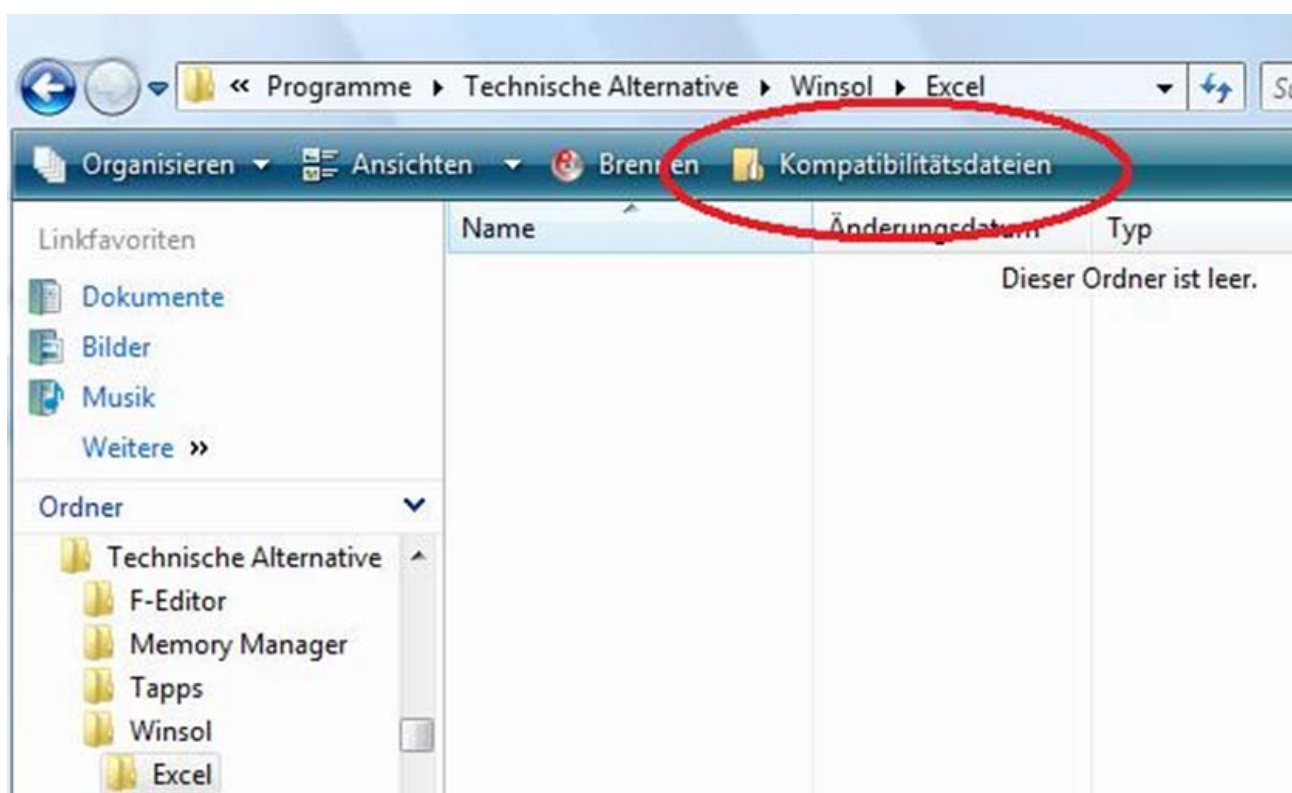 « Programme ▸ Technische Alternative ▸ Winsol ▸ Excel
Organisieren Ansichten Brennen Kompatibilitätsdateien
Linkfavoriten
Name Änderungsdatum Typ
Dieser Ordner ist leer.
Dokumente
Bilder
Musik
Weitere »
Ordner
Technische Alternative
F-Editor
Memory Manager
Tapps
Winsol
Excel